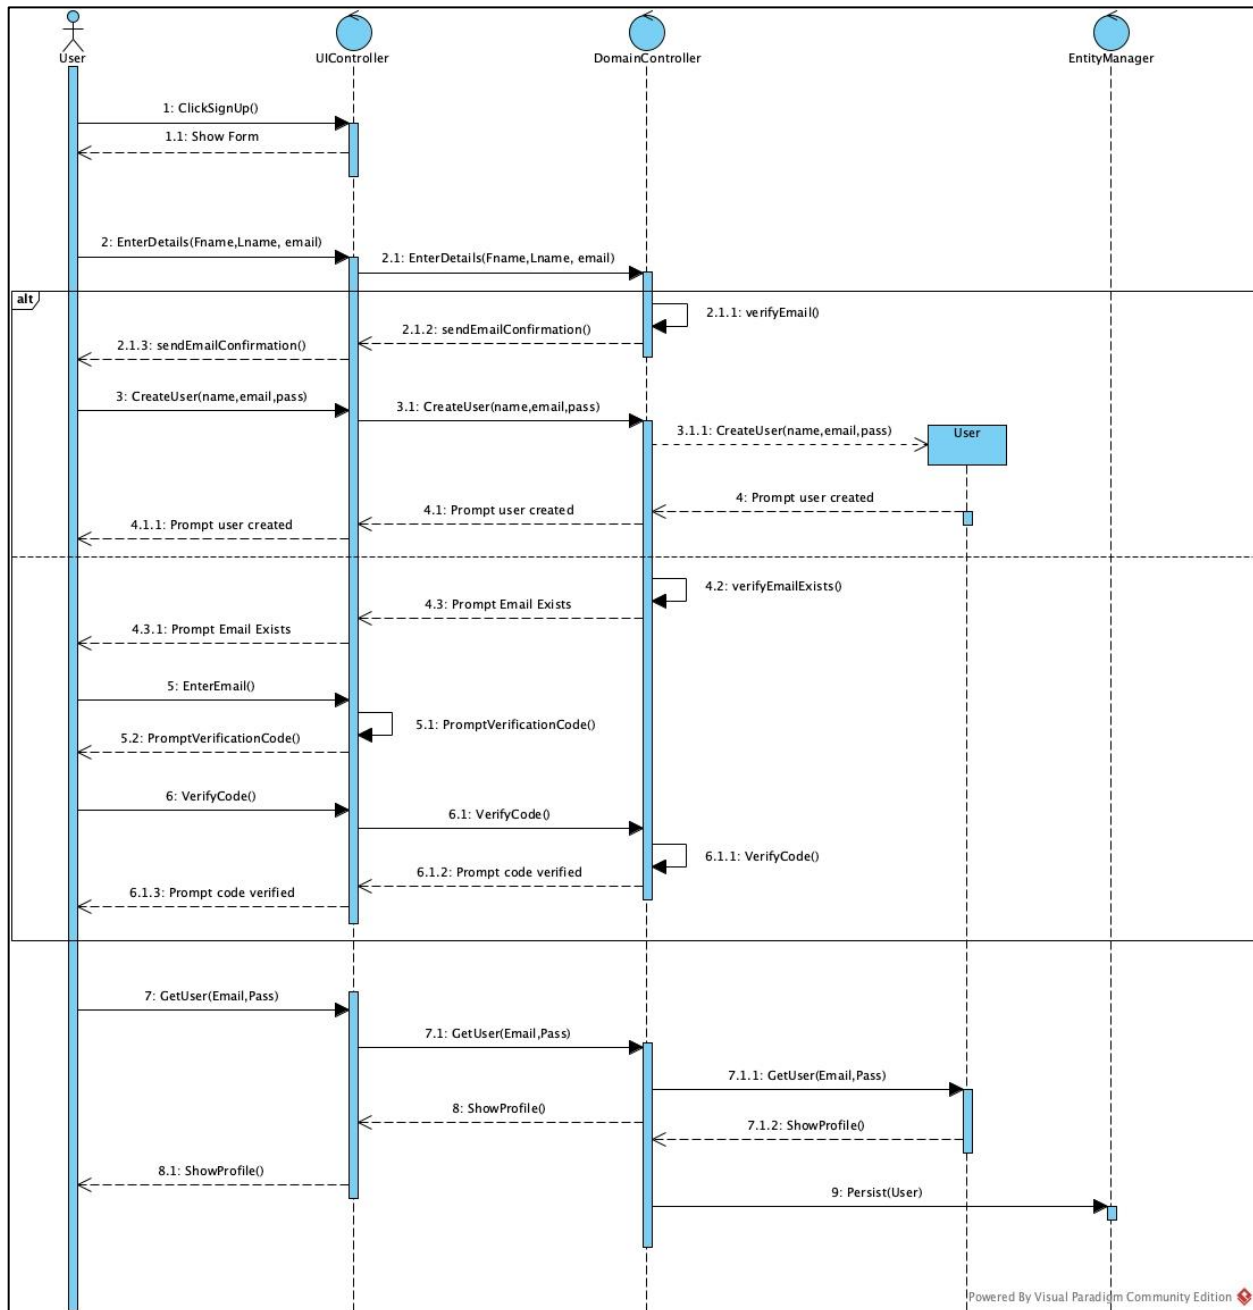 User
UIController
DomainController
EntityManager
1: ClickSignUp()
1.1: Show Form
2: EnterDetails(Fname,Lname, email)
2.1: EnterDetails(Fname,Lname, email)
alt
2.1.1: verifyEmail()
2.1.2: sendEmailConfirmation()
2.1.3: sendEmailConfirmation()
3: CreateUser(name,email,pass)
3.1: CreateUser(name,email,pass)
3.1.1: CreateUser(name,email,pass)
User
4: Prompt user created
4.1: Prompt user created
4.1.1: Prompt user created
4.2: verifyEmailExists()
4.3: Prompt Email Exists
4.3.1: Prompt Email Exists
5: EnterEmail()
5.1: PromptVerificationCode()
5.2: PromptVerificationCode()
6: VerifyCode()
6.1: VerifyCode()
6.1.1: VerifyCode()
6.1.2: Prompt code verified
6.1.3: Prompt code verified
7: GetUser(Email,Pass)
7.1: GetUser(Email,Pass)
7.1.1: GetUser(Email,Pass)
8: ShowProfile()
7.1.2: ShowProfile()
8.1: ShowProfile()
9: Persist(User)
Powered By Visual Paradigm Community Edition